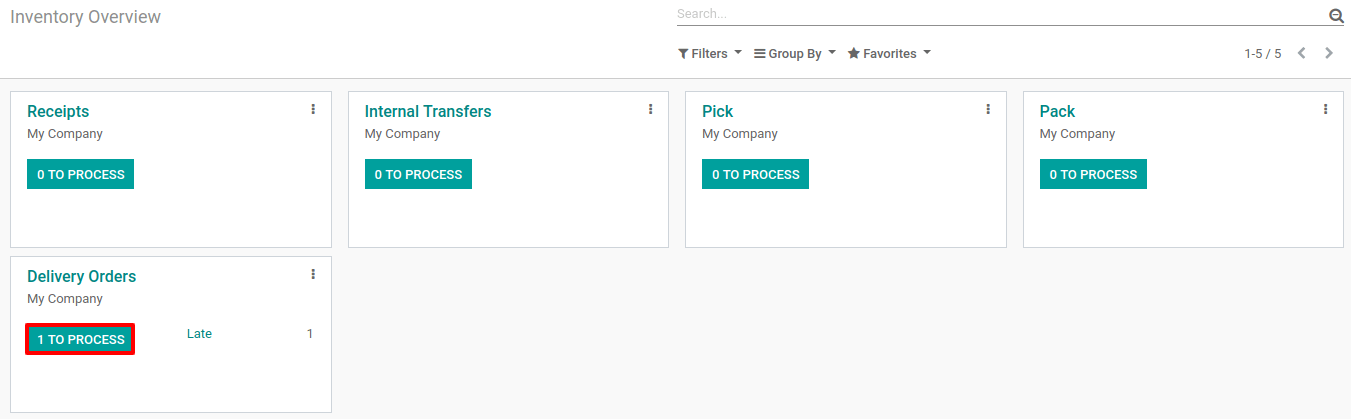 Inventory Overview
Search...
Filters Group By Favorites 1-5 / 5
Receipts
My Company
0 TO PROCESS
Internal Transfers
My Company
0 TO PROCESS
Pick
My Company
0 TO PROCESS
Pack
My Company
0 TO PROCESS
Delivery Orders
My Company
1 TO PROCESS Late 1